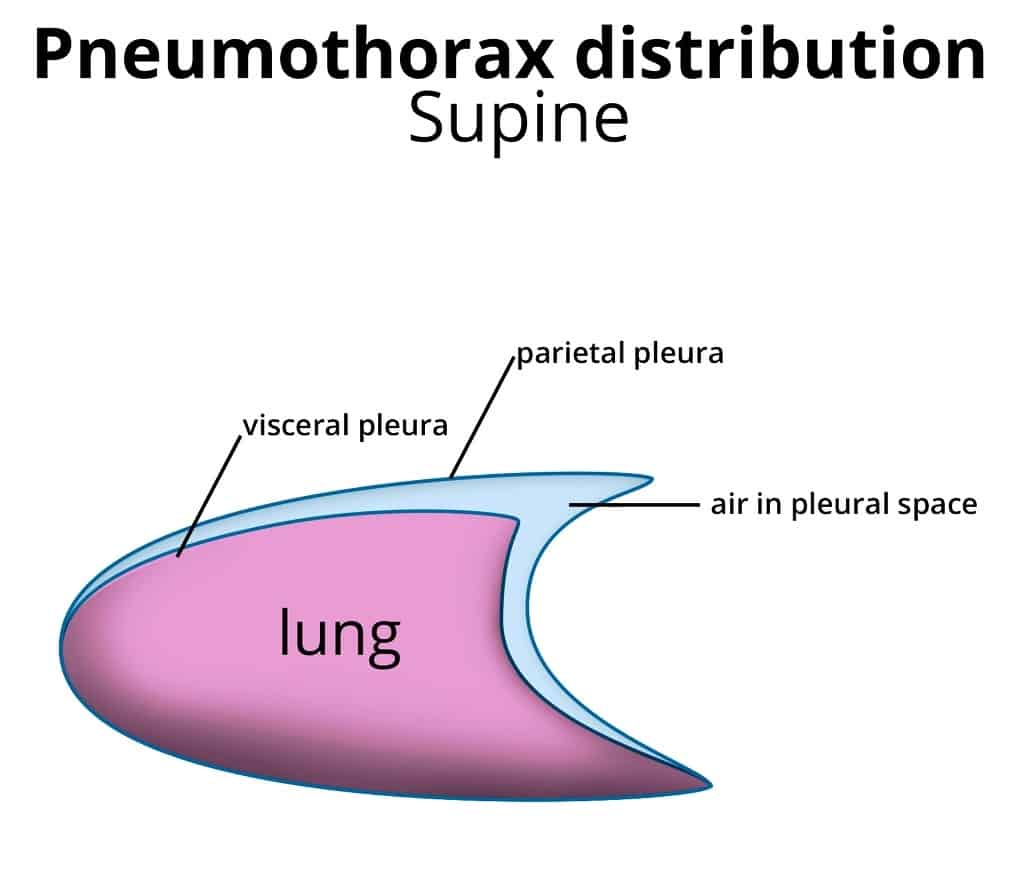 Pneumothorax distribution
Supine
parietal pleura
visceral pleura
air in pleural space
lung